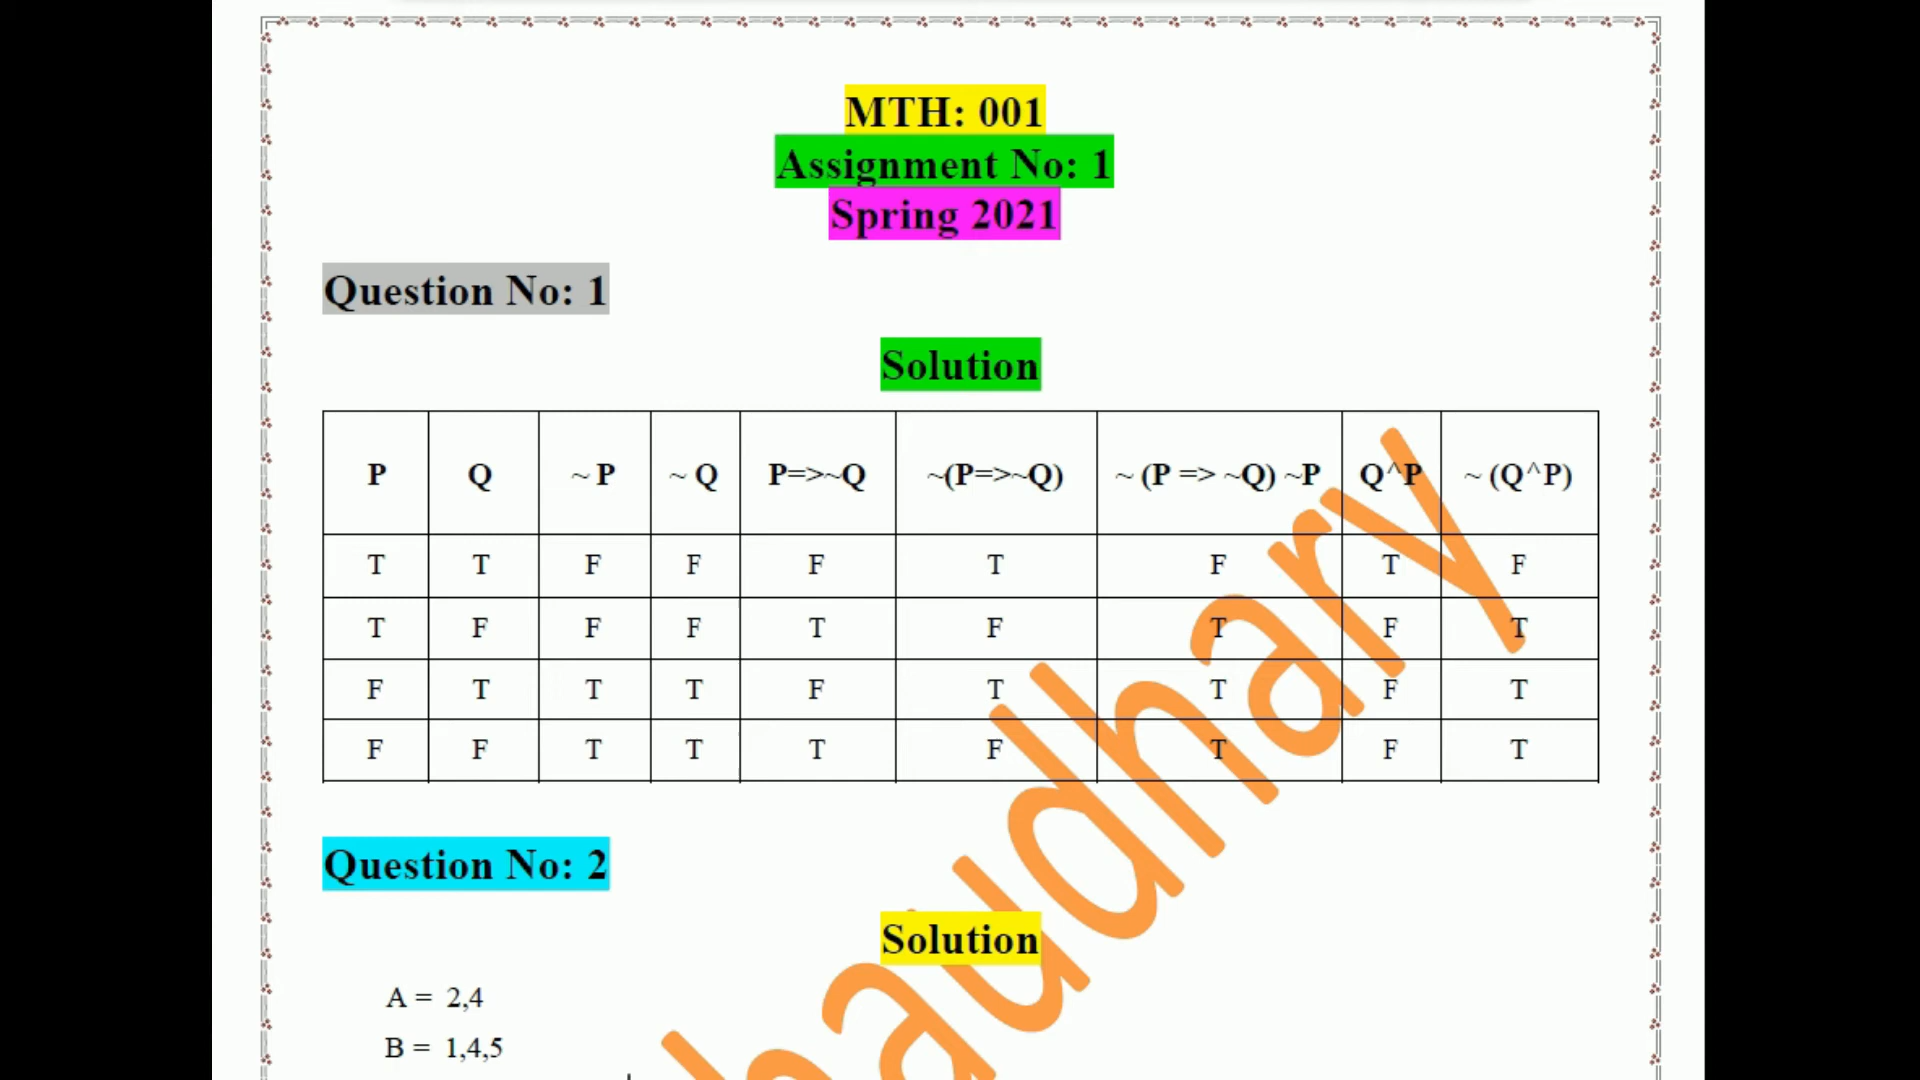 MTH: 001
Assignment No: 1
Spring 2021
Question No: 1
Solution
P Q ~ P ~ Q P=>~Q ~(P=>~Q) ~ (P => ~Q) ~P Q^P ~ (Q^P)
T T F F F T F T F
T F F F T F T F T
F T T T F T T F T
F F T T T F T F T
Question No: 2
Solution
A = 2,4
B = 1,4,5